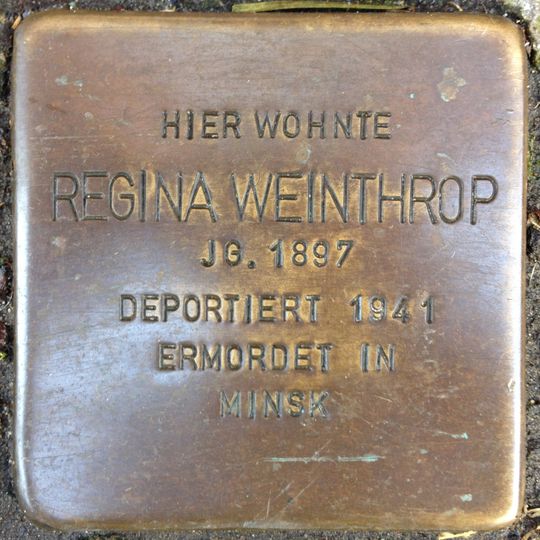 HIER WOHNTE
REGINA WEINTHROP
JG. 1897
DEPORTIERT 1941
ERMORDET IN
MINSK